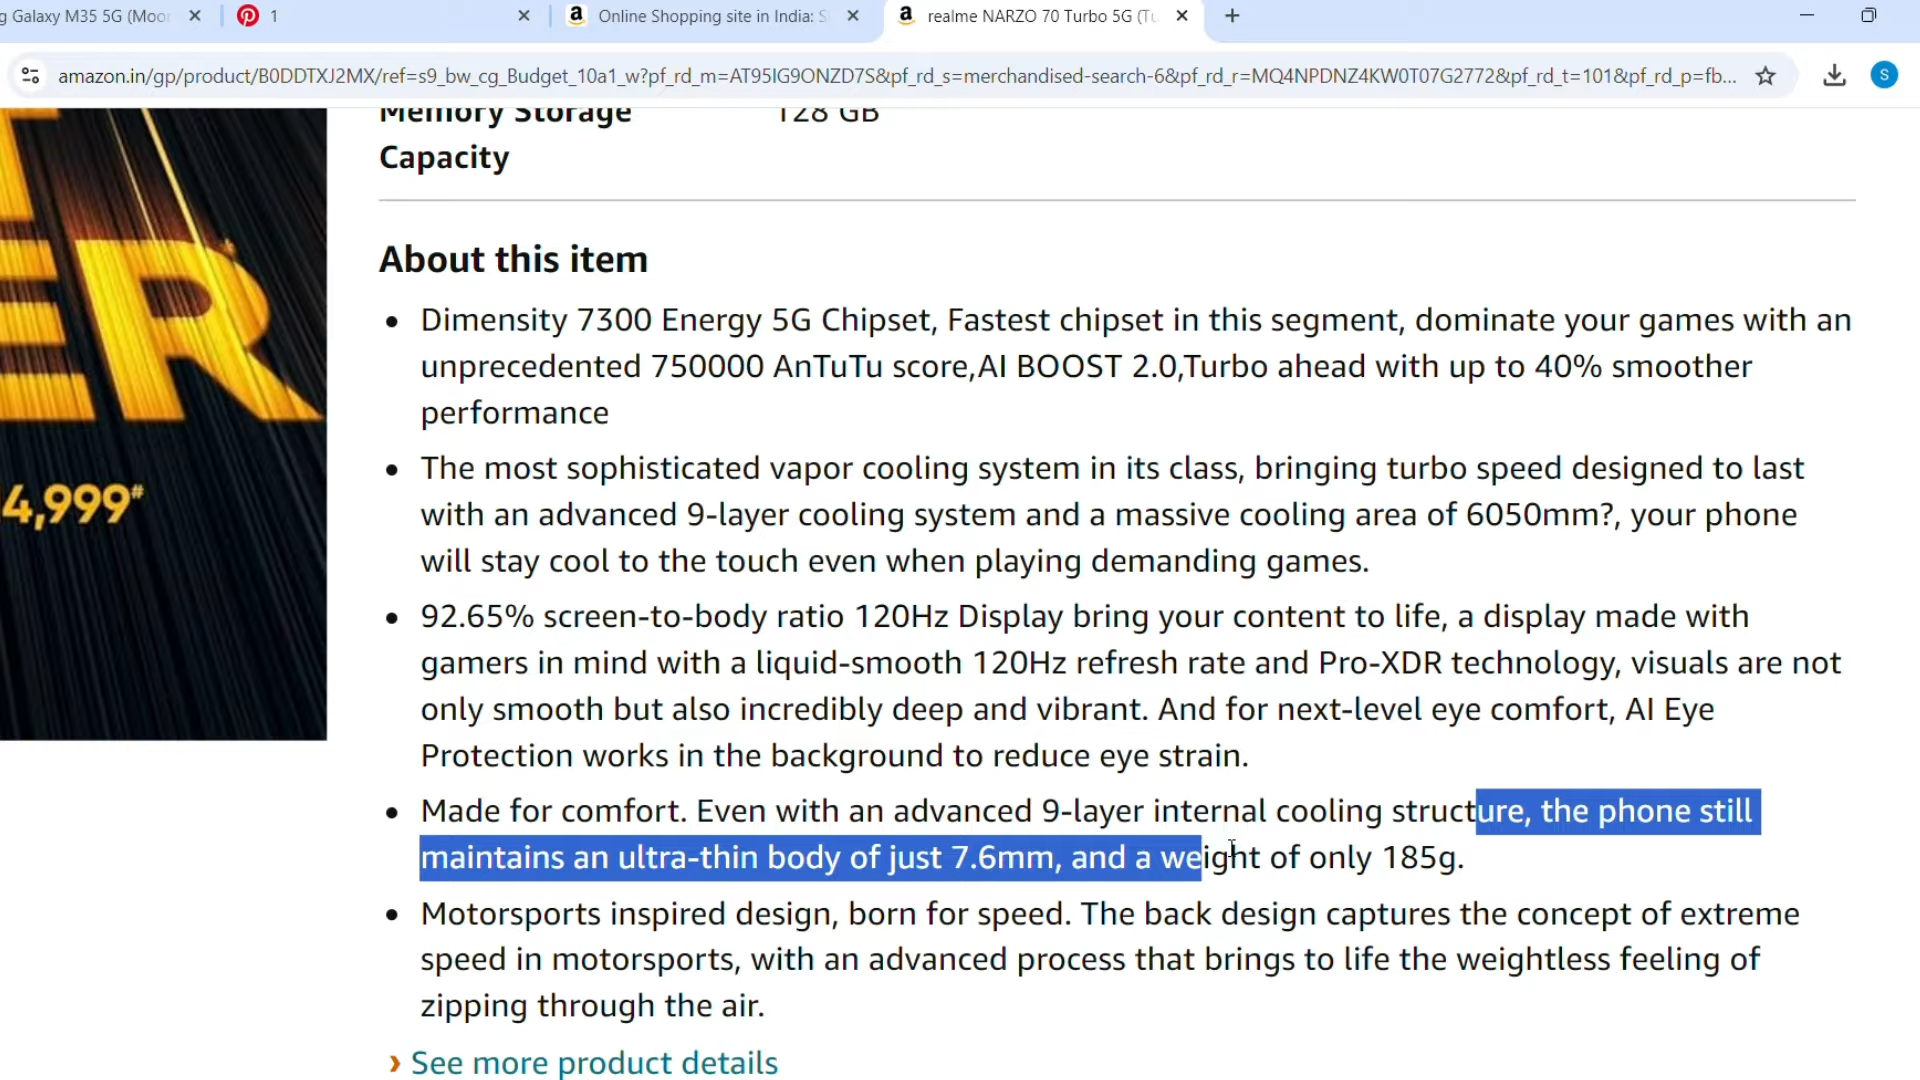 g Galaxy M35 5G (Moor
1
Online Shopping site in India: S
realme NARZO 70 Turbo 5G (Tu
amazon.in/gp/product/B0DDTXJ2MX/ref=s9_bw_cg_Budget_10a1_w?pf_rd_m=AT95IG9ONZD7S&pf_rd_s=merchandised-search-6&pf_rd_r=MQ4NPDNZ4KW0T07G2772&pf_rd_t=101&pf_rd_p=fb...
S
Memory Storage 128 GB
Capacity
ER
4,999#
About this item
• Dimensity 7300 Energy 5G Chipset, Fastest chipset in this segment, dominate your games with an
unprecedented 750000 AnTuTu score,AI BOOST 2.0,Turbo ahead with up to 40% smoother
performance
• The most sophisticated vapor cooling system in its class, bringing turbo speed designed to last
with an advanced 9-layer cooling system and a massive cooling area of 6050mm?, your phone
will stay cool to the touch even when playing demanding games.
• 92.65% screen-to-body ratio 120Hz Display bring your content to life, a display made with
gamers in mind with a liquid-smooth 120Hz refresh rate and Pro-XDR technology, visuals are not
only smooth but also incredibly deep and vibrant. And for next-level eye comfort, AI Eye
Protection works in the background to reduce eye strain.
• Made for comfort. Even with an advanced 9-layer internal cooling structure, the phone still
maintains an ultra-thin body of just 7.6mm, and a weight of only 185g.
• Motorsports inspired design, born for speed. The back design captures the concept of extreme
speed in motorsports, with an advanced process that brings to life the weightless feeling of
zipping through the air.
› See more product details